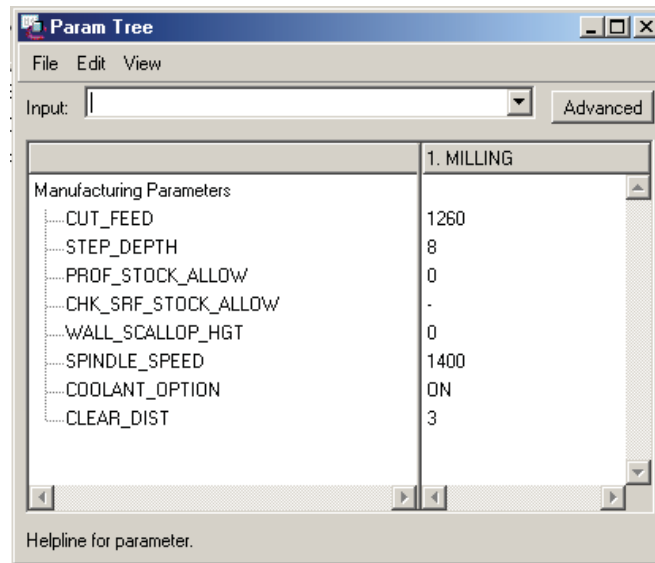 Param Tree
File Edit View
Input: Advanced
1. MILLING
Manufacturing Parameters
CUT_FEED 1260
STEP_DEPTH 8
PROF_STOCK_ALLOW 0
CHK_SRF_STOCK_ALLOW -
WALL_SCALLOP_HGT 0
SPINDLE_SPEED 1400
COOLANT_OPTION ON
CLEAR_DIST 3
Helpline for parameter.